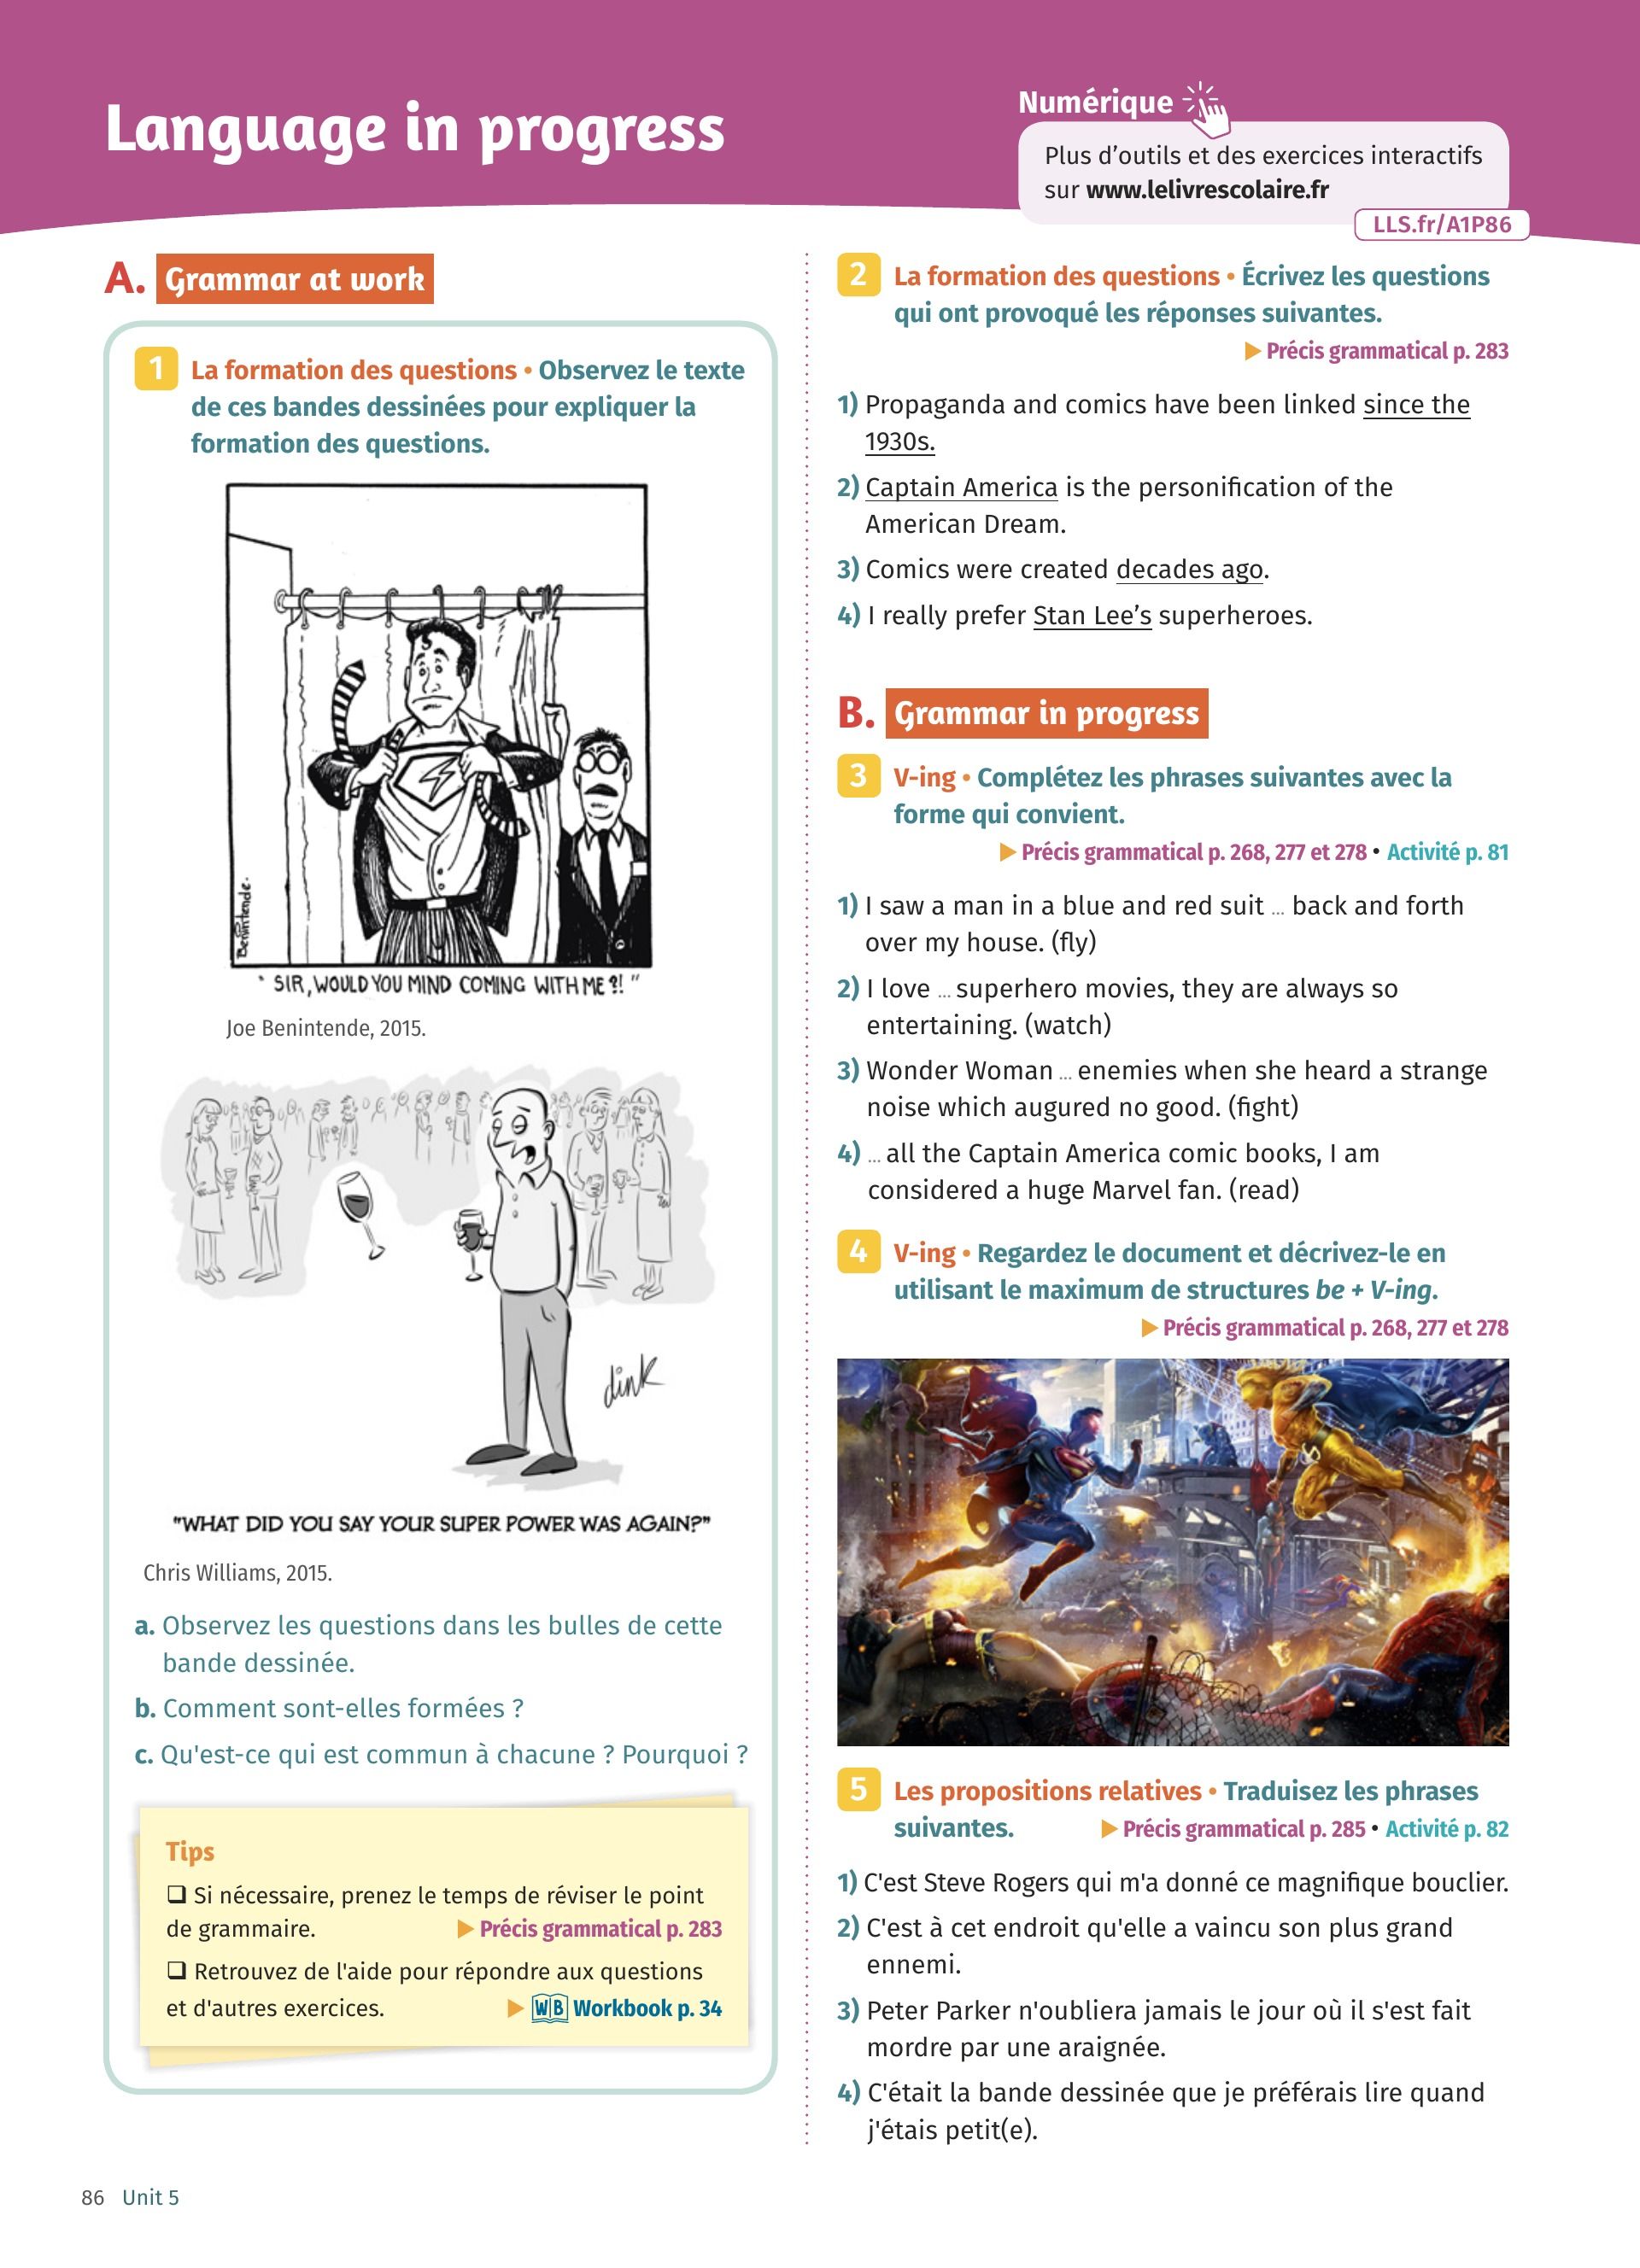 Language in progress
Numérique
Plus d’outils et des exercices interactifs
sur www.lelivrescolaire.fr
LLS.fr/A1P86
A. Grammar at work
1 La formation des questions • Observez le texte
de ces bandes dessinées pour expliquer la
formation des questions.
Benintende.
" SIR, WOULD YOU MIND COMING WITH ME ?! "
Joe Benintende, 2015.
dink
"WHAT DID YOU SAY YOUR SUPER POWER WAS AGAIN?"
Chris Williams, 2015.
a. Observez les questions dans les bulles de cette
bande dessinée.
b. Comment sont-elles formées ?
c. Qu'est-ce qui est commun à chacune ? Pourquoi ?
Tips
❑ Si nécessaire, prenez le temps de réviser le point
de grammaire. ▶ Précis grammatical p. 283
❑ Retrouvez de l'aide pour répondre aux questions
et d'autres exercices. ▶ WB Workbook p. 34
2 La formation des questions • Écrivez les questions
qui ont provoqué les réponses suivantes.
▶ Précis grammatical p. 283
1) Propaganda and comics have been linked since the
1930s.
2) Captain America is the personification of the
American Dream.
3) Comics were created decades ago.
4) I really prefer Stan Lee’s superheroes.
B. Grammar in progress
3 V-ing • Complétez les phrases suivantes avec la
forme qui convient.
▶ Précis grammatical p. 268, 277 et 278 • Activité p. 81
1) I saw a man in a blue and red suit ... back and forth
over my house. (fly)
2) I love ... superhero movies, they are always so
entertaining. (watch)
3) Wonder Woman ... enemies when she heard a strange
noise which augured no good. (fight)
4) ... all the Captain America comic books, I am
considered a huge Marvel fan. (read)
4 V-ing • Regardez le document et décrivez-le en
utilisant le maximum de structures be + V-ing.
▶ Précis grammatical p. 268, 277 et 278
5 Les propositions relatives • Traduisez les phrases
suivantes. ▶ Précis grammatical p. 285 • Activité p. 82
1) C'est Steve Rogers qui m'a donné ce magnifique bouclier.
2) C'est à cet endroit qu'elle a vaincu son plus grand
ennemi.
3) Peter Parker n'oubliera jamais le jour où il s'est fait
mordre par une araignée.
4) C'était la bande dessinée que je préférais lire quand
j'étais petit(e).
86 Unit 5